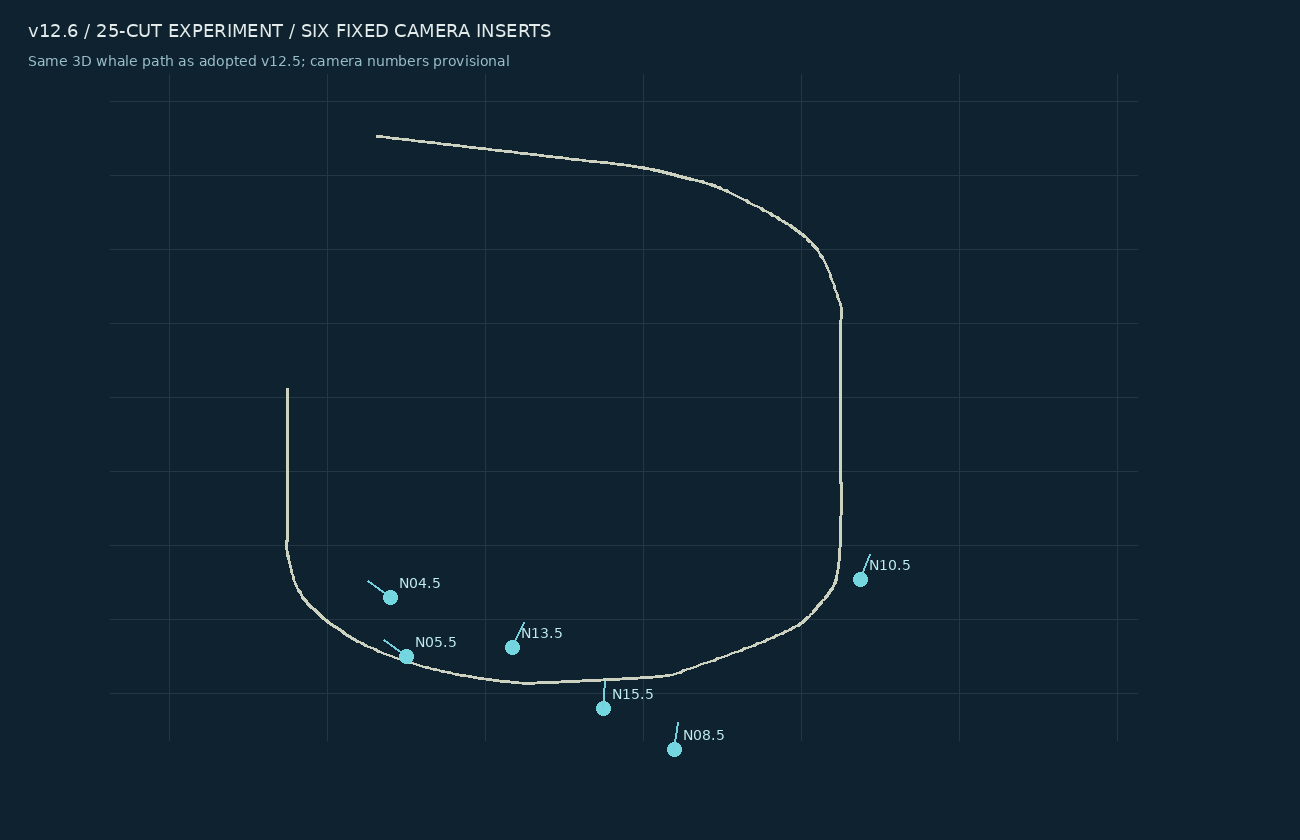 v12.6 / 25-CUT EXPERIMENT / SIX FIXED CAMERA INSERTS
Same 3D whale path as adopted v12.5; camera numbers provisional
N10.5
N04.5
N13.5
N05.5
N15.5
N08.5